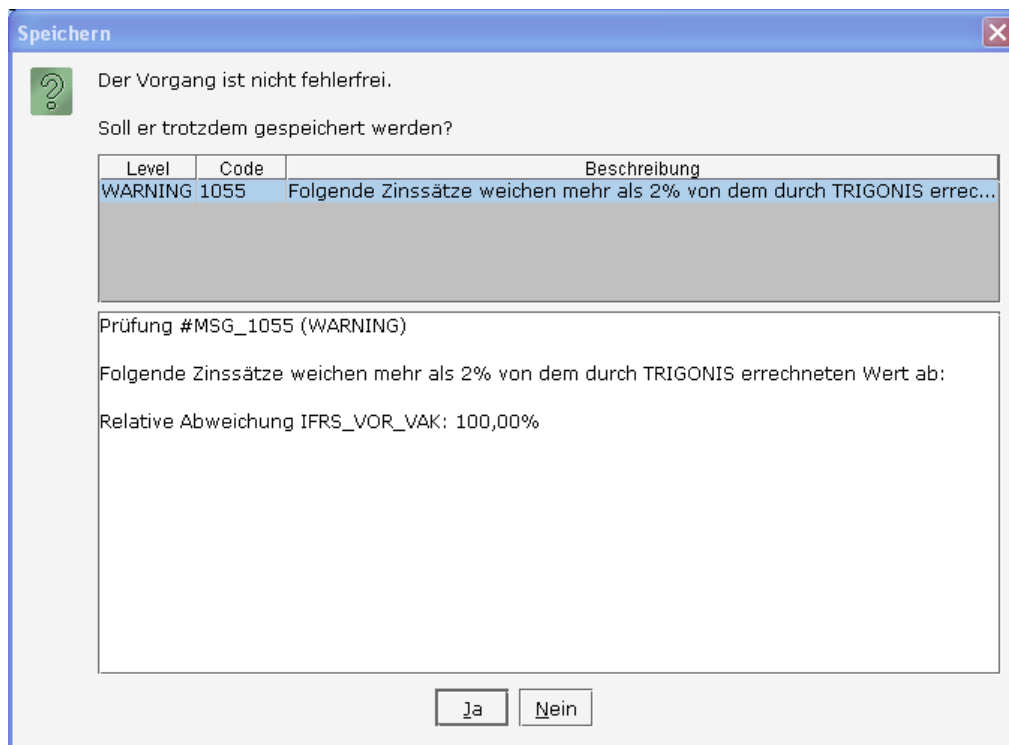 Speichern
Der Vorgang ist nicht fehlerfrei.
Soll er trotzdem gespeichert werden?
Level Code Beschreibung
WARNING 1055 Folgende Zinssätze weichen mehr als 2% von dem durch TRIGONIS errec...
Prüfung #MSG_1055 (WARNING)
Folgende Zinssätze weichen mehr als 2% von dem durch TRIGONIS errechneten Wert ab:
Relative Abweichung IFRS_VOR_VAK: 100,00%
Ja Nein